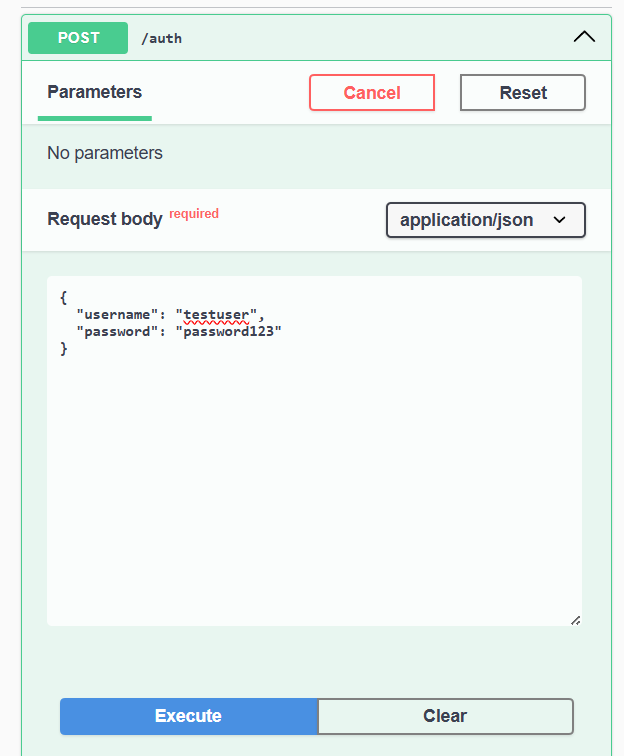 POST /auth
Parameters Cancel Reset
No parameters
Request body required application/json
{
  "username": "testuser",
  "password": "password123"
}
Execute Clear